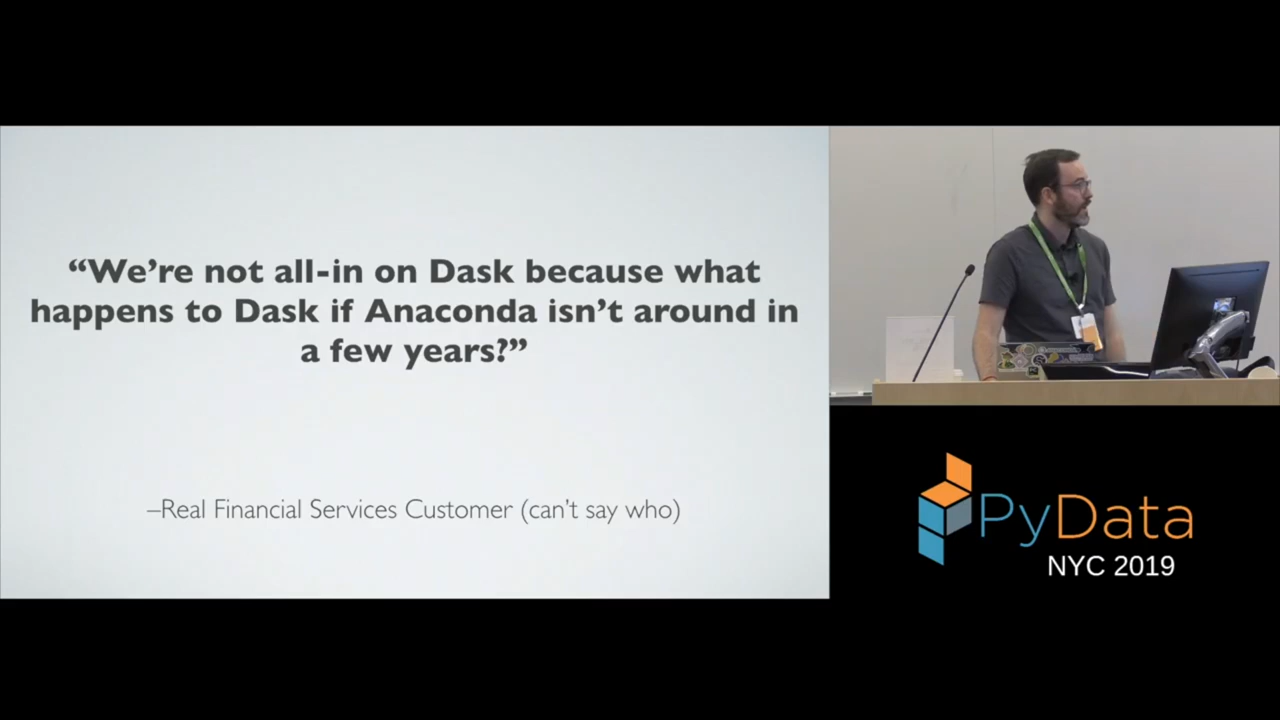 “We’re not all-in on Dask because what
happens to Dask if Anaconda isn’t around in
a few years?”
–Real Financial Services Customer (can’t say who)
PyData
NYC 2019